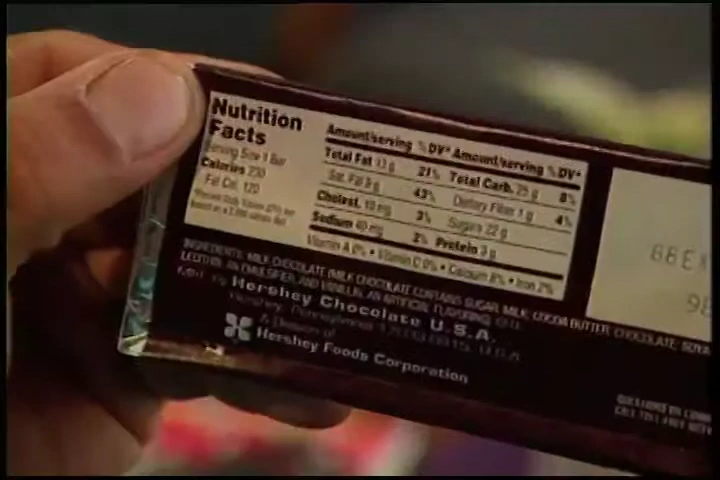 Nutrition
Facts
Serving Size 1 Bar
Calories 230
Fat Cal. 120
Amount/serving %DV* Amount/serving %DV*
Total Fat 13g 21% Total Carb. 25g 8%
Sat. Fat 9g 43% Dietary Fiber 1g 4%
Cholest. 10mg 3% Sugars 22g
Sodium 40mg 2% Protein 3g
Vitamin A 0% • Vitamin C 0% • Calcium 8% • Iron 2%
INGREDIENTS: MILK CHOCOLATE (MILK CHOCOLATE CONTAINS SUGAR, MILK, COCOA BUTTER, CHOCOLATE, SOYA
LECITHIN, AN EMULSIFIER, AND VANILLIN, AN ARTIFICIAL FLAVORING
Hershey Chocolate U.S.A.
Hershey, Pennsylvania U.S.A.
A Division of
Hershey Foods Corporation